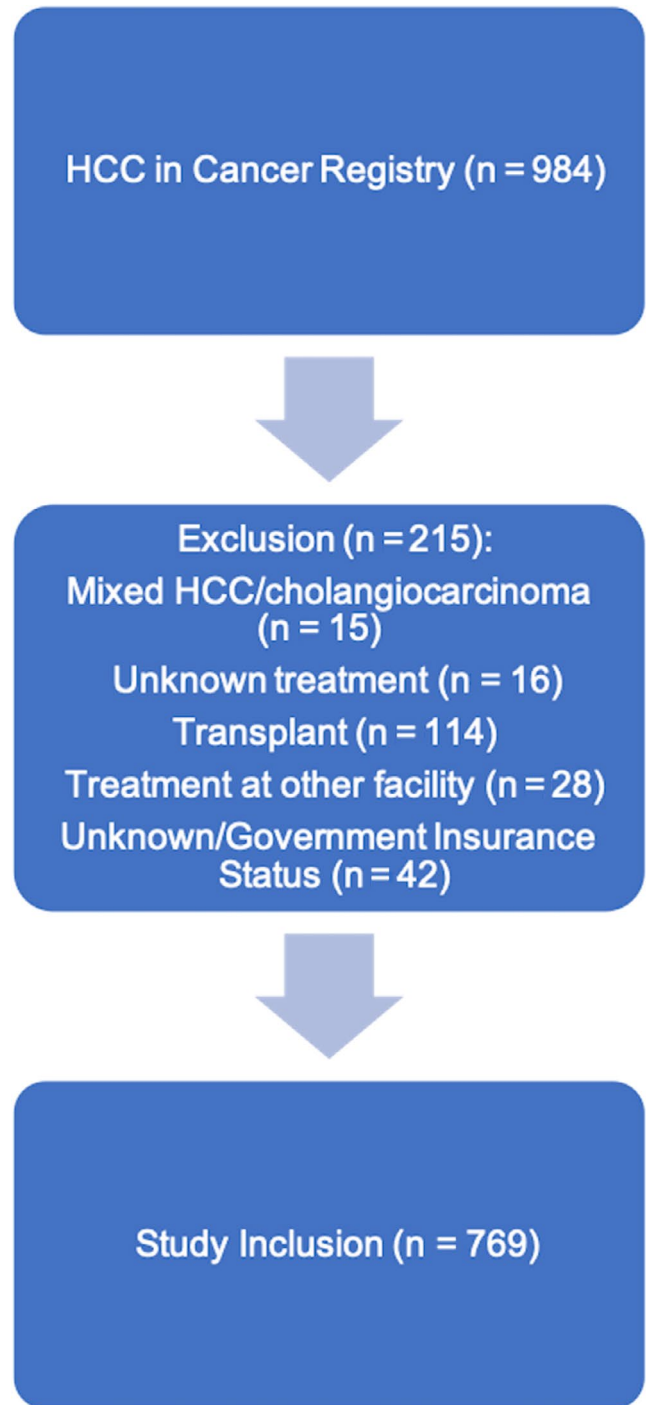 HCC in Cancer Registry (n = 984)
Exclusion (n = 215):
Mixed HCC/cholangiocarcinoma
(n = 15)
Unknown treatment (n = 16)
Transplant (n = 114)
Treatment at other facility (n = 28)
Unknown/Government Insurance
Status (n = 42)
Study Inclusion (n = 769)